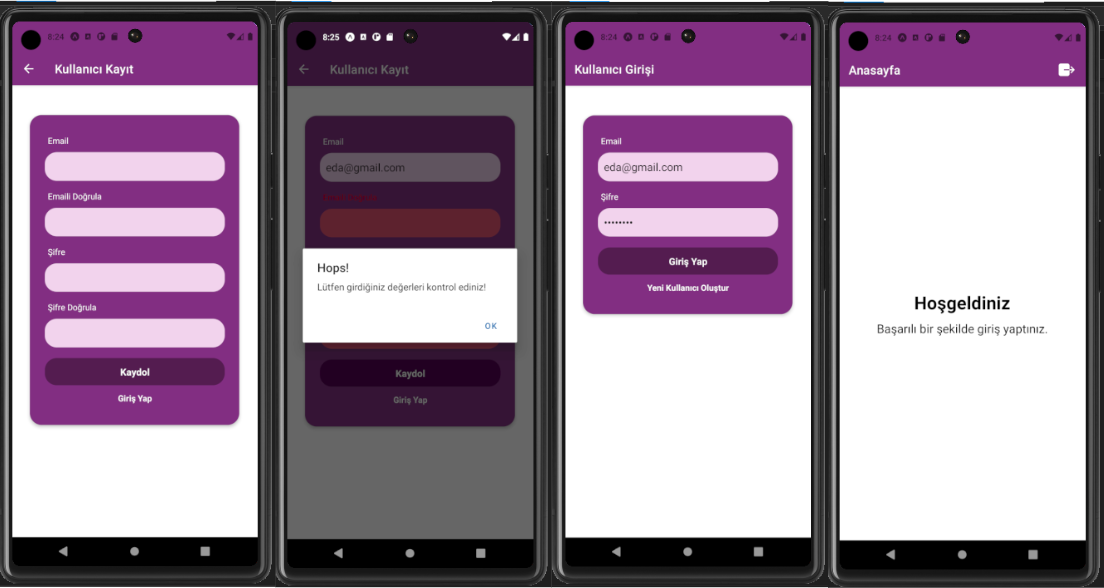 8:24
Kullanıcı Kayıt
Email
Emaili Doğrula
Şifre
Şifre Doğrula
Kaydol
Giriş Yap
8:25
Kullanıcı Kayıt
Email
eda@gmail.com
Hops!
Lütfen girdiğiniz değerleri kontrol ediniz!
OK
Kaydol
Giriş Yap
8:24
Kullanıcı Girişi
Email
eda@gmail.com
Şifre
••••••••
Giriş Yap
Yeni Kullanıcı Oluştur
8:24
Anasayfa
Hoşgeldiniz
Başarılı bir şekilde giriş yaptınız.